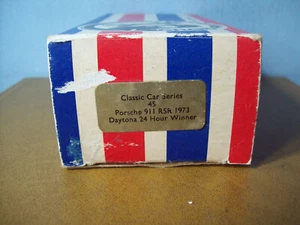 Classic Car Series
45
Porsche 911 RSR 1973
Daytona 24 Hour Winner